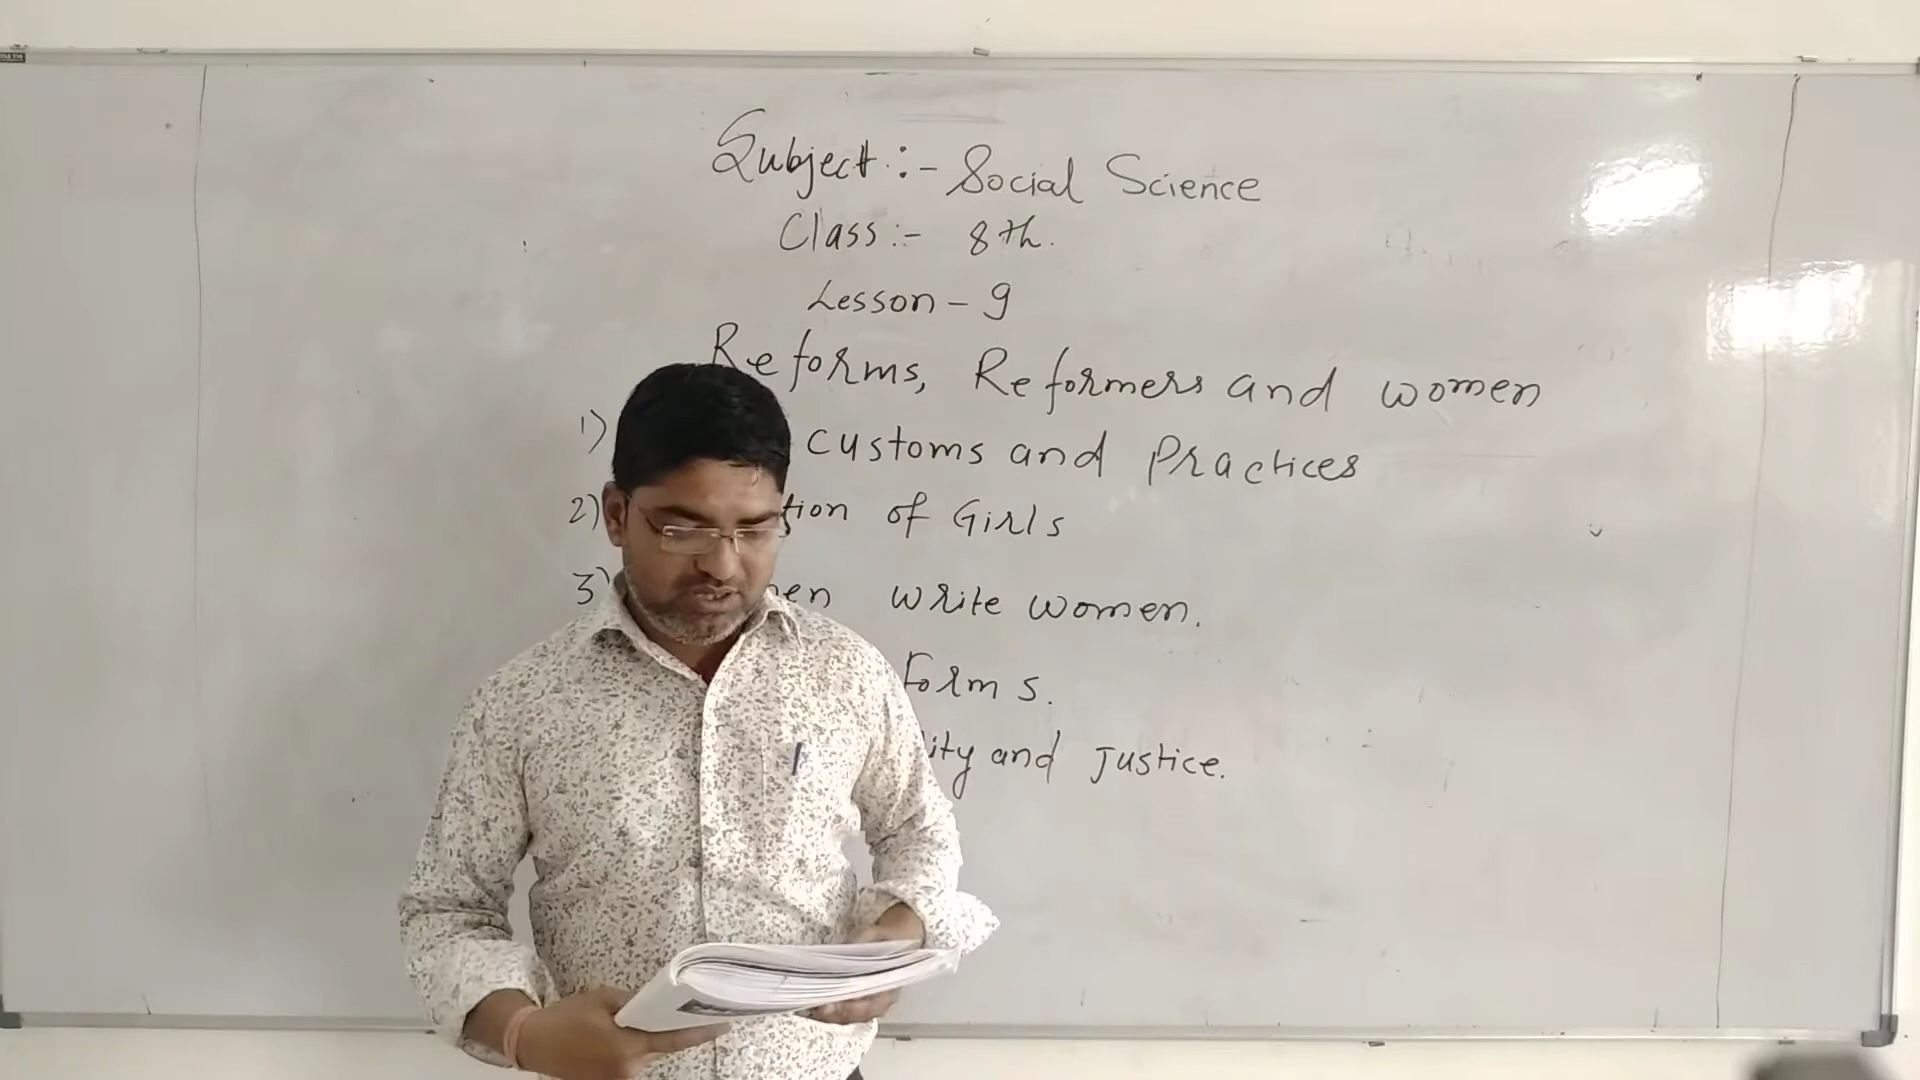 Subject :- Social Science
Class :- 8th.
Lesson - 9
Reforms, Reformers and women
1) customs and Practices
2) tion of Girls
3) en write women.
Forms.
ity and Justice.